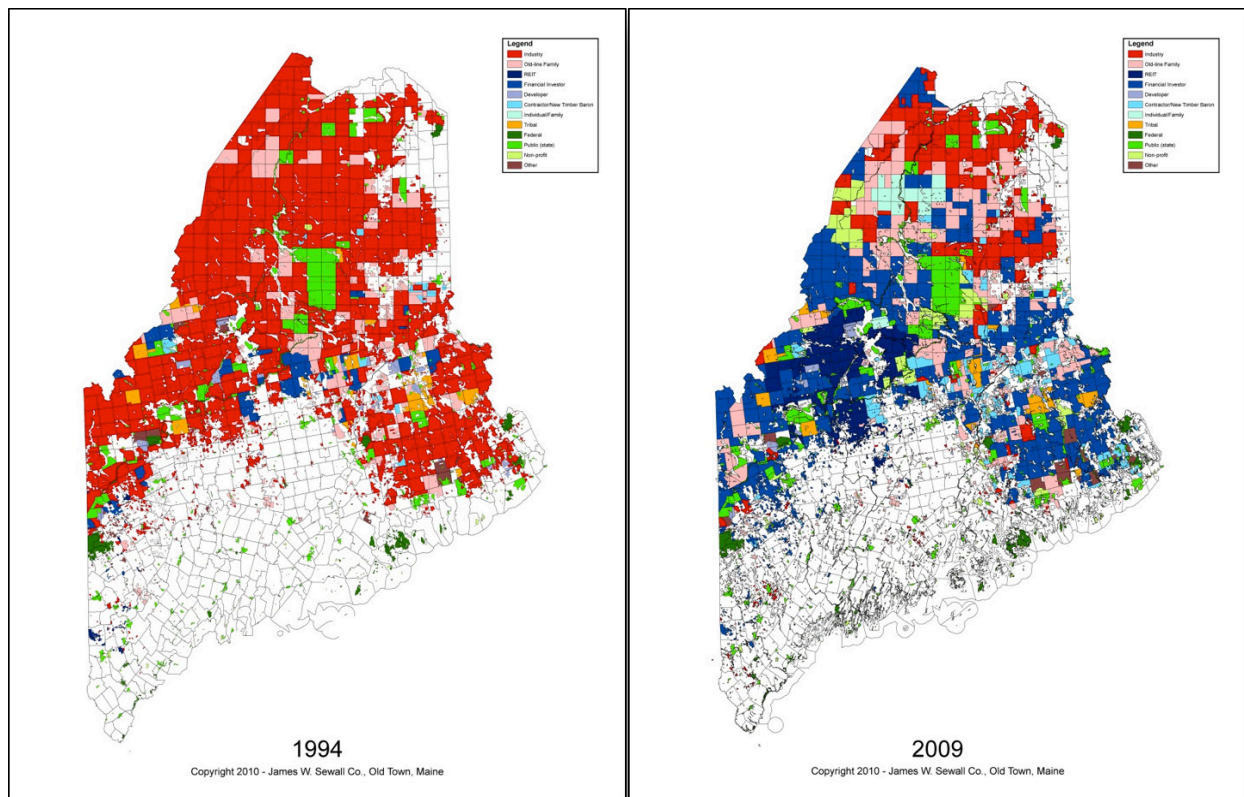 Legend
Industry
Old-line Family
REIT
Financial Investor
Developer
Contractor/New Timber Baron
Individual/Family
Tribal
Federal
Public (state)
Non-profit
Other
1994
Copyright 2010 - James W. Sewall Co., Old Town, Maine
Legend
Industry
Old-line Family
REIT
Financial Investor
Developer
Contractor/New Timber Baron
Individual/Family
Tribal
Federal
Public (state)
Non-profit
Other
2009
Copyright 2010 - James W. Sewall Co., Old Town, Maine